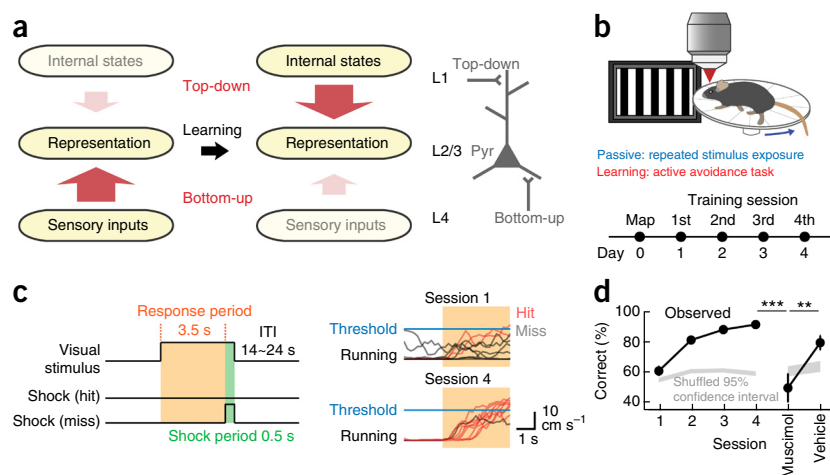 a
Internal states
Top-down
Representation
Bottom-up
Sensory inputs
Learning
Internal states
Representation
Sensory inputs
L1
Top-down
L2/3
Pyr
L4
Bottom-up
b
Passive: repeated stimulus exposure
Learning: active avoidance task
Training session
Map 1st 2nd 3rd 4th
Day 0 1 2 3 4
c
Response period
3.5 s
ITI
14~24 s
Visual
stimulus
Shock (hit)
Shock (miss)
Shock period 0.5 s
Session 1
Hit
Miss
Threshold
Running
Session 4
Threshold
Running
10
cm s⁻¹
1 s
d
Correct (%)
100
80
60
40
Observed
*** **
Shuffled 95%
confidence interval
1 2 3 4
Session
Muscimol
Vehicle